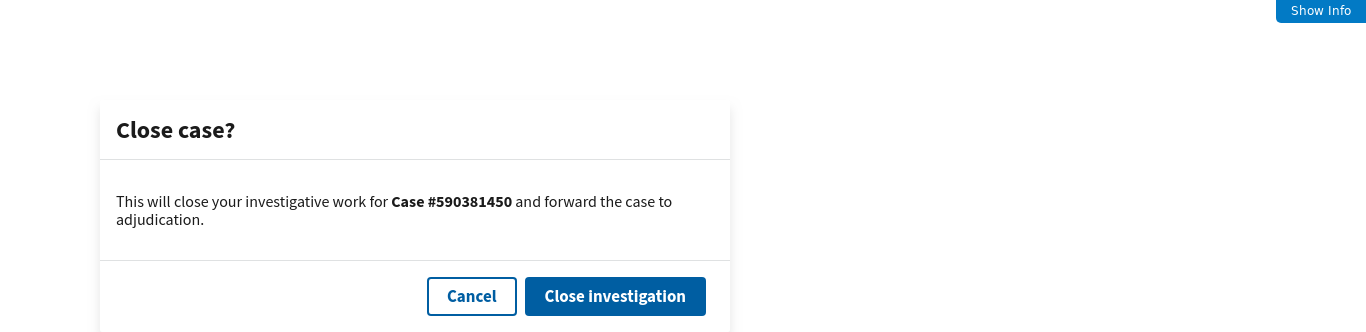 Show Info
Close case?
This will close your investigative work for Case #590381450 and forward the case to
adjudication.
Cancel
Close investigation